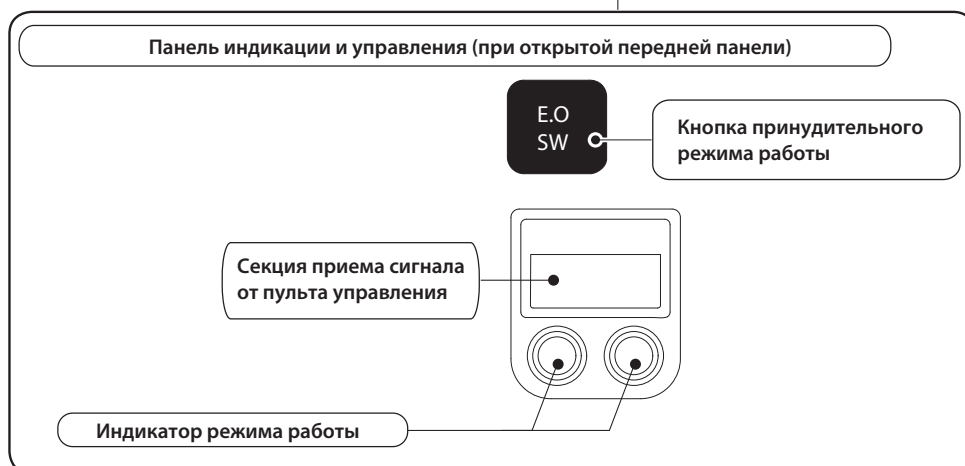 Панель индикации и управления (при открытой передней панели)
E.O
SW
Кнопка принудительного
режима работы
Секция приема сигнала
от пульта управления
Индикатор режима работы